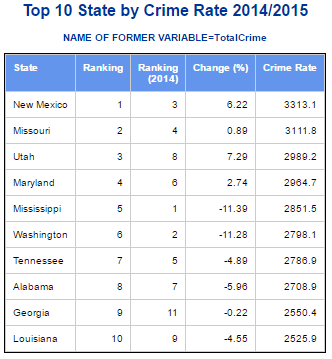 Top 10 State by Crime Rate 2014/2015
NAME OF FORMER VARIABLE=TotalCrime
State Ranking Ranking (2014) Change (%) Crime Rate
New Mexico 1 3 6.22 3313.1
Missouri 2 4 0.89 3111.8
Utah 3 8 7.29 2989.2
Maryland 4 6 2.74 2964.7
Mississippi 5 1 -11.39 2851.5
Washington 6 2 -11.28 2798.1
Tennessee 7 5 -4.89 2786.9
Alabama 8 7 -5.96 2708.9
Georgia 9 11 -0.22 2550.4
Louisiana 10 9 -4.55 2525.9